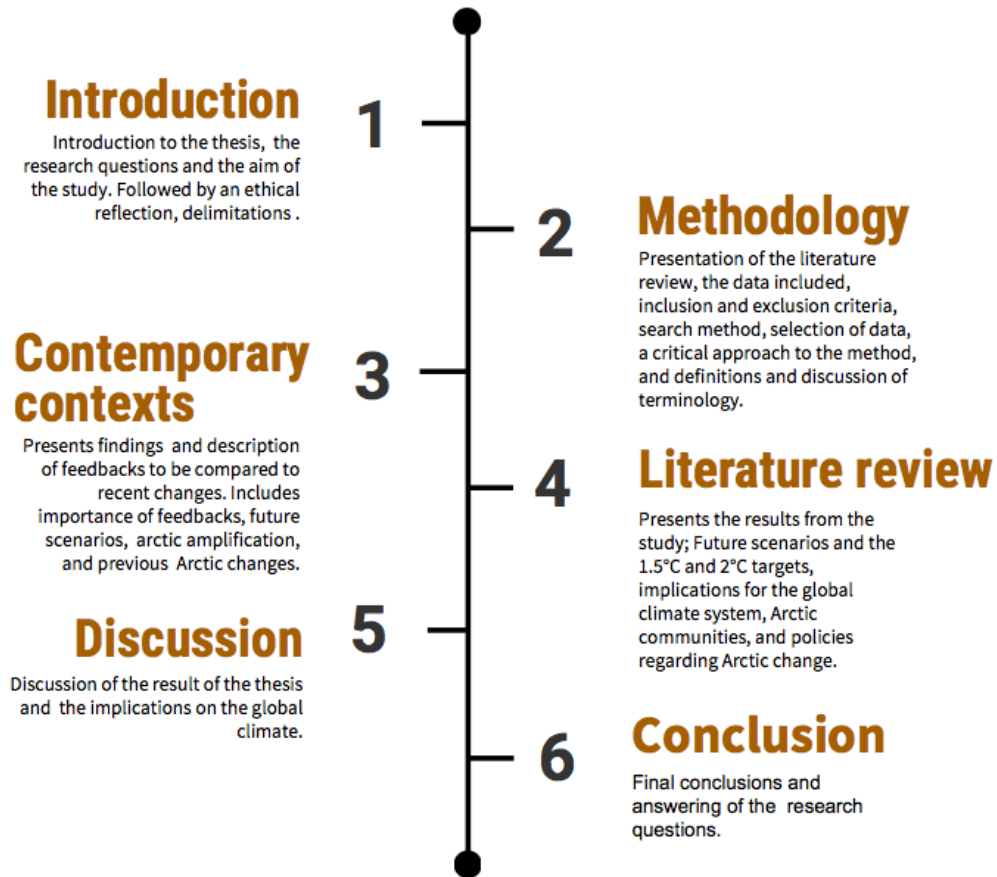 Introduction
1
Introduction to the thesis, the
research questions and the aim of
the study. Followed by an ethical
reflection, delimitations .
2
Methodology
Presentation of the literature
review, the data included,
inclusion and exclusion criteria,
search method, selection of data,
a critical approach to the method,
and definitions and discussion of
terminology.
Contemporary
contexts
3
Presents findings and description
of feedbacks to be compared to
recent changes. Includes
importance of feedbacks, future
scenarios, arctic amplification,
and previous Arctic changes.
4
Literature review
Presents the results from the
study; Future scenarios and the
1.5°C and 2°C targets,
implications for the global
climate system, Arctic
communities, and policies
regarding Arctic change.
5
Discussion
Discussion of the result of the thesis
and the implications on the global
climate.
6
Conclusion
Final conclusions and
answering of the research
questions.